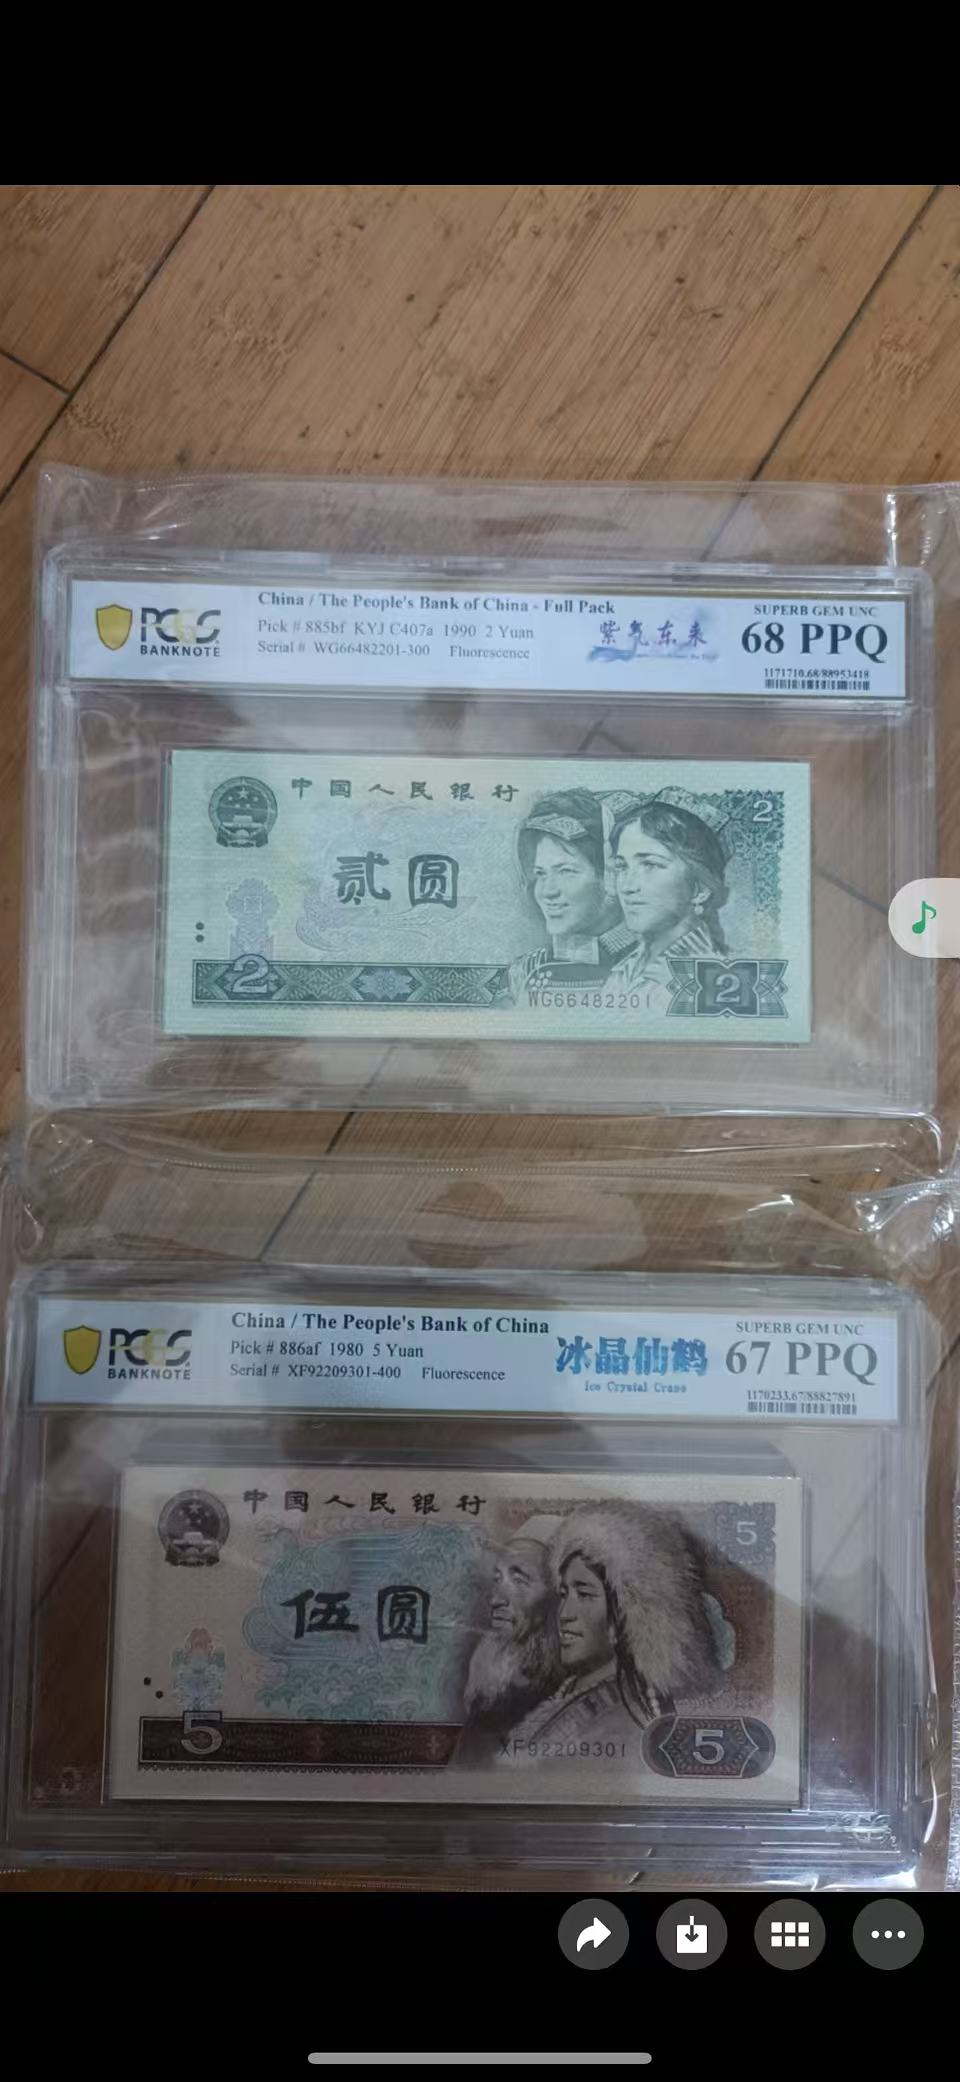 PCGS
BANKNOTE
China / The People's Bank of China - Full Pack
Pick # 885bf KYJ C407a 1990 2 Yuan
Serial # WG66482201-300 Fluorescence
紫气东来
SUPERB GEM UNC
68 PPQ
1171710.68/88953418
中国人民银行
2
贰圆
2
WG66482201
2
PCGS
BANKNOTE
China / The People's Bank of China
Pick # 886af 1980 5 Yuan
Serial # XF92209301-400 Fluorescence
冰晶仙鹤
Ice Crystal Crane
SUPERB GEM UNC
67 PPQ
1170233.67/88827891
中国人民银行
5
伍圆
5
XF92209301
5